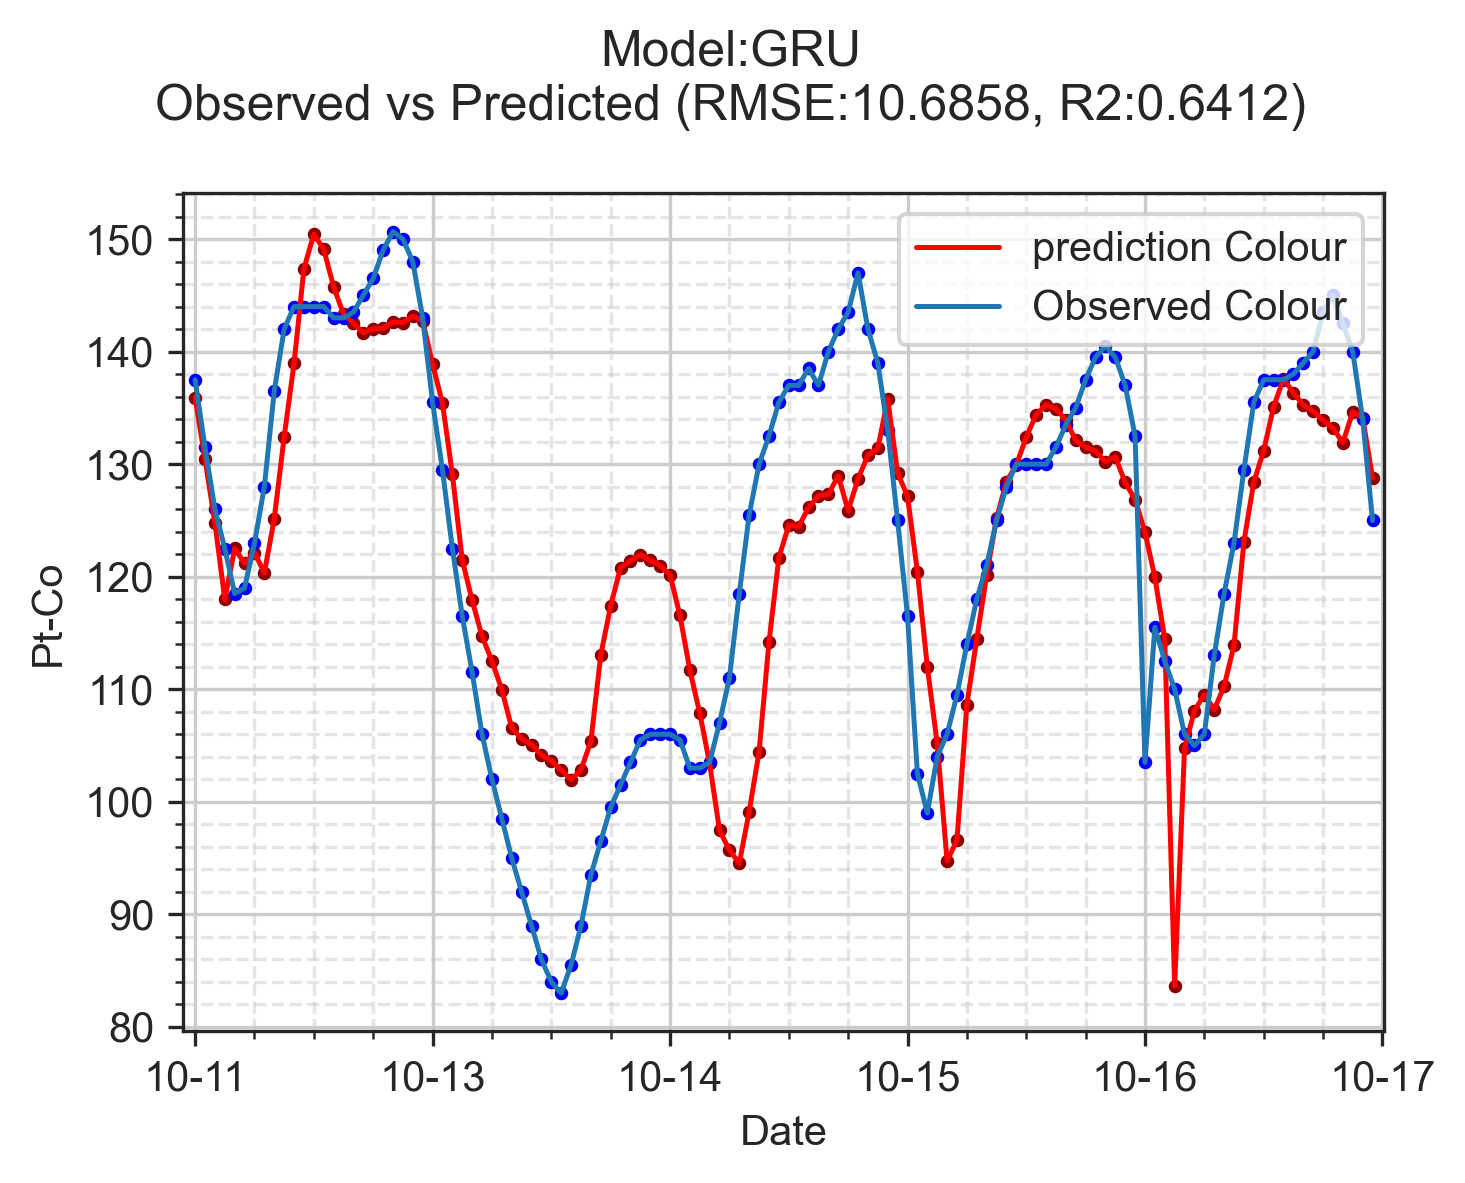 Model:GRU
Observed vs Predicted (RMSE:10.6858, R2:0.6412)
prediction Colour
Observed Colour
150
140
130
120
110
100
90
80
Pt-Co
10-11 10-13 10-14 10-15 10-16 10-17
Date